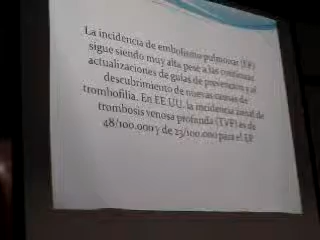 La incidencia de embolismo pulmonar (EP)
sigue siendo muy alta pese a las continuas
actualizaciones de guias de prevencion y al
descubrimiento de nuevas causas de
trombofilia. En EE.UU. la incidencia anual de
trombosis venosa profunda (TVP) es de
48/100.000 y de 23/100.000 para el EP